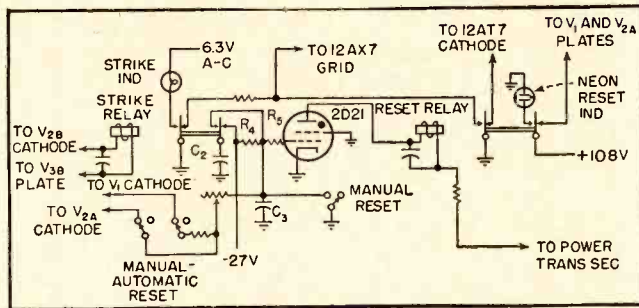 6.3V
A-C
STRIKE
IND
STRIKE RELAY
TO V2B
CATHODE
TO V3B
PLATE
TO V1 CATHODE
TO V2A
CATHODE
MANUAL-
AUTOMATIC
RESET
C2
-27V
TO 12AX7
GRID
R4
R5
2D21
C3
RESET RELAY
MANUAL
RESET
TO 12AT7
CATHODE
TO V1 AND V2A
PLATES
NEON
RESET
IND
+108V
TO POWER
TRANS SEC